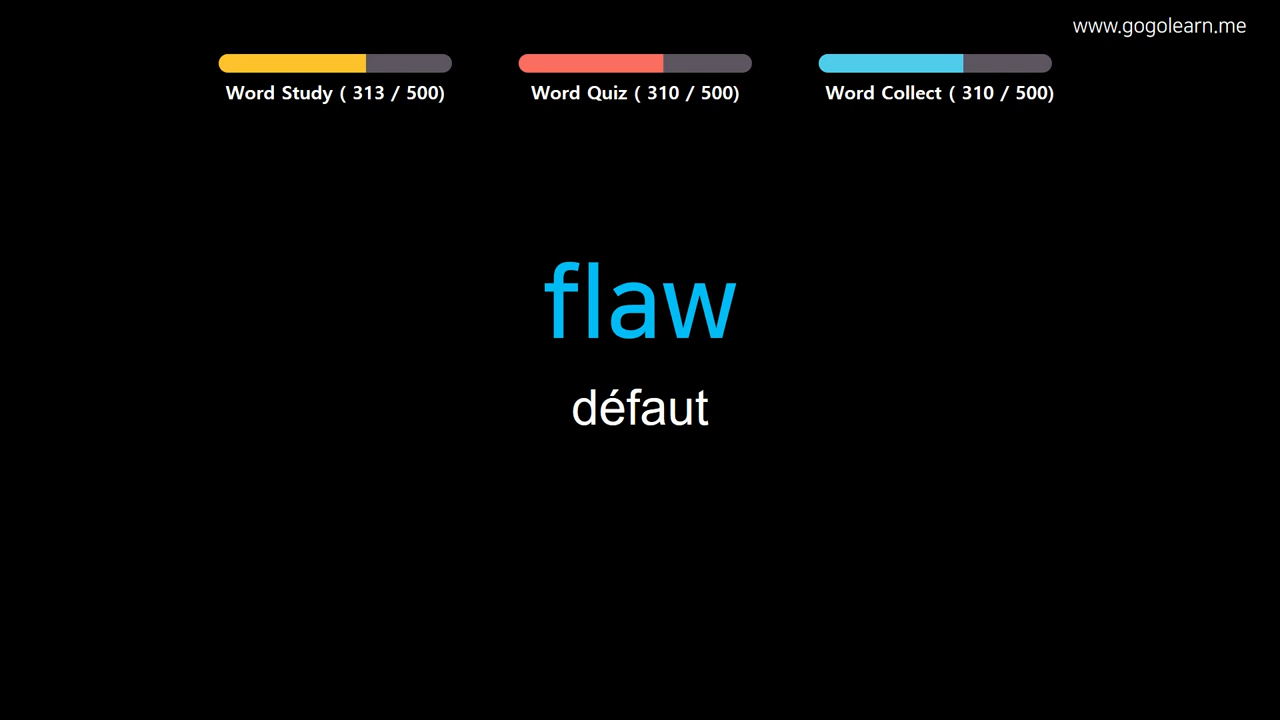 www.gogolearn.me
Word Study ( 313 / 500)
Word Quiz ( 310 / 500)
Word Collect ( 310 / 500)
flaw
défaut